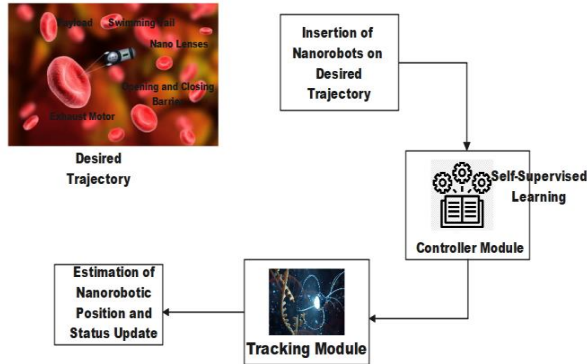 Payload
Swimming Tail
Nano Lenses
Opening and Closing
Barrier
Exhaust Motor
Desired
Trajectory
Insertion of
Nanorobots on
Desired
Trajectory
Self-Supervised
Learning
Controller Module
Estimation of
Nanorobotic
Position and
Status Update
Tracking Module